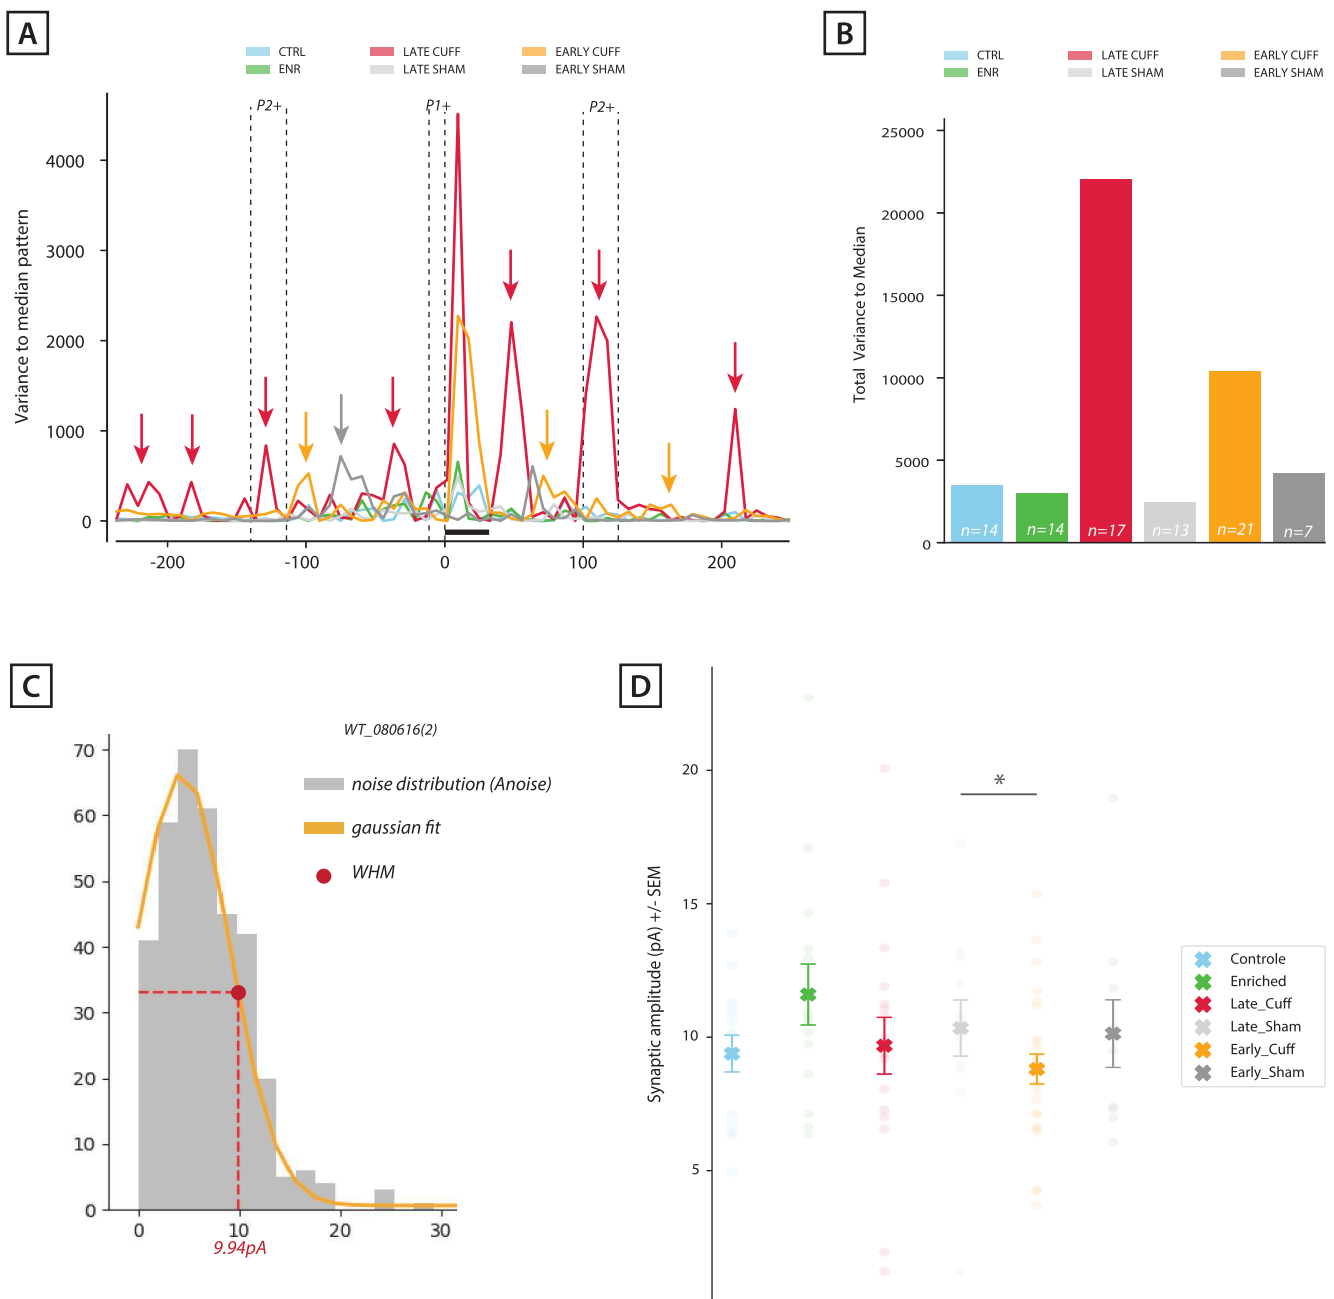 A
CTRL
LATE CUFF
EARLY CUFF
ENR
LATE SHAM
EARLY SHAM
P2+
P1+
P2+
Variance to median pattern
4000
3000
2000
1000
0
-200
-100
0
100
200
B
CTRL
LATE CUFF
EARLY CUFF
ENR
LATE SHAM
EARLY SHAM
Total Variance to Median
25000
20000
15000
10000
5000
0
n=14
n=14
n=17
n=13
n=21
n=7
C
WT_080616(2)
noise distribution (Anoise)
gaussian fit
WHM
70
60
50
40
30
20
10
0
0
10
20
30
9.94pA
D
Synaptic amplitude (pA) +/- SEM
20
15
10
5
*
Controle
Enriched
Late_Cuff
Late_Sham
Early_Cuff
Early_Sham